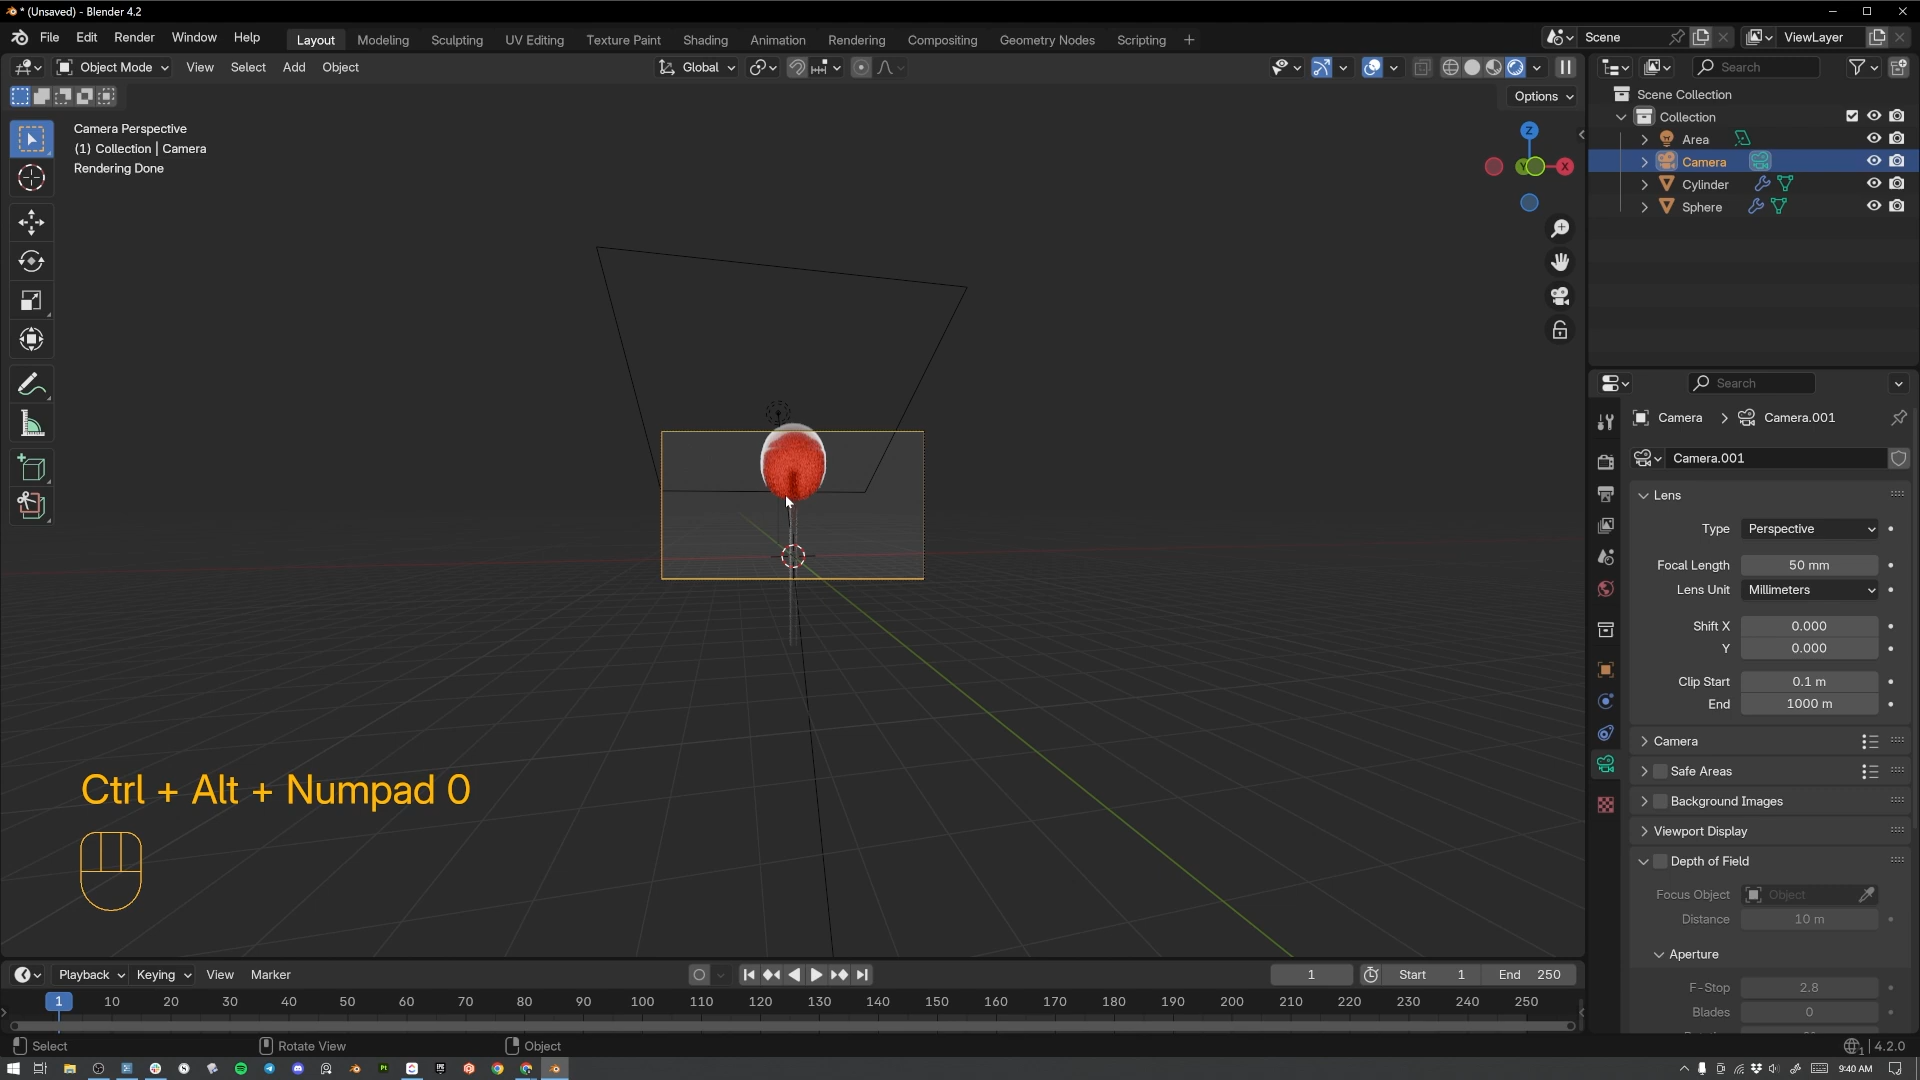 * (Unsaved) - Blender 4.2
File Edit Render Window Help
Layout Modeling Sculpting UV Editing Texture Paint Shading Animation Rendering Compositing Geometry Nodes Scripting +
Scene
ViewLayer
Object Mode View Select Add Object
Global
Search
Options
Camera Perspective
(1) Collection | Camera
Rendering Done
Z
Y
X
Scene Collection
Collection
Area
Camera
Cylinder
Sphere
Search
Camera > Camera.001
Camera.001
Lens
Type Perspective
Focal Length 50 mm
Lens Unit Millimeters
Shift X 0.000
Y 0.000
Clip Start 0.1 m
End 1000 m
Camera
Safe Areas
Background Images
Viewport Display
Depth of Field
Focus Object Object
Distance 10 m
Aperture
F-Stop 2.8
Blades 0
Ctrl + Alt + Numpad 0
Playback Keying View Marker
1 Start 1 End 250
1 10 20 30 40 50 60 70 80 90 100 110 120 130 140 150 160 170 180 190 200 210 220 230 240 250
Select Rotate View Object
4.2.0
9:40 AM